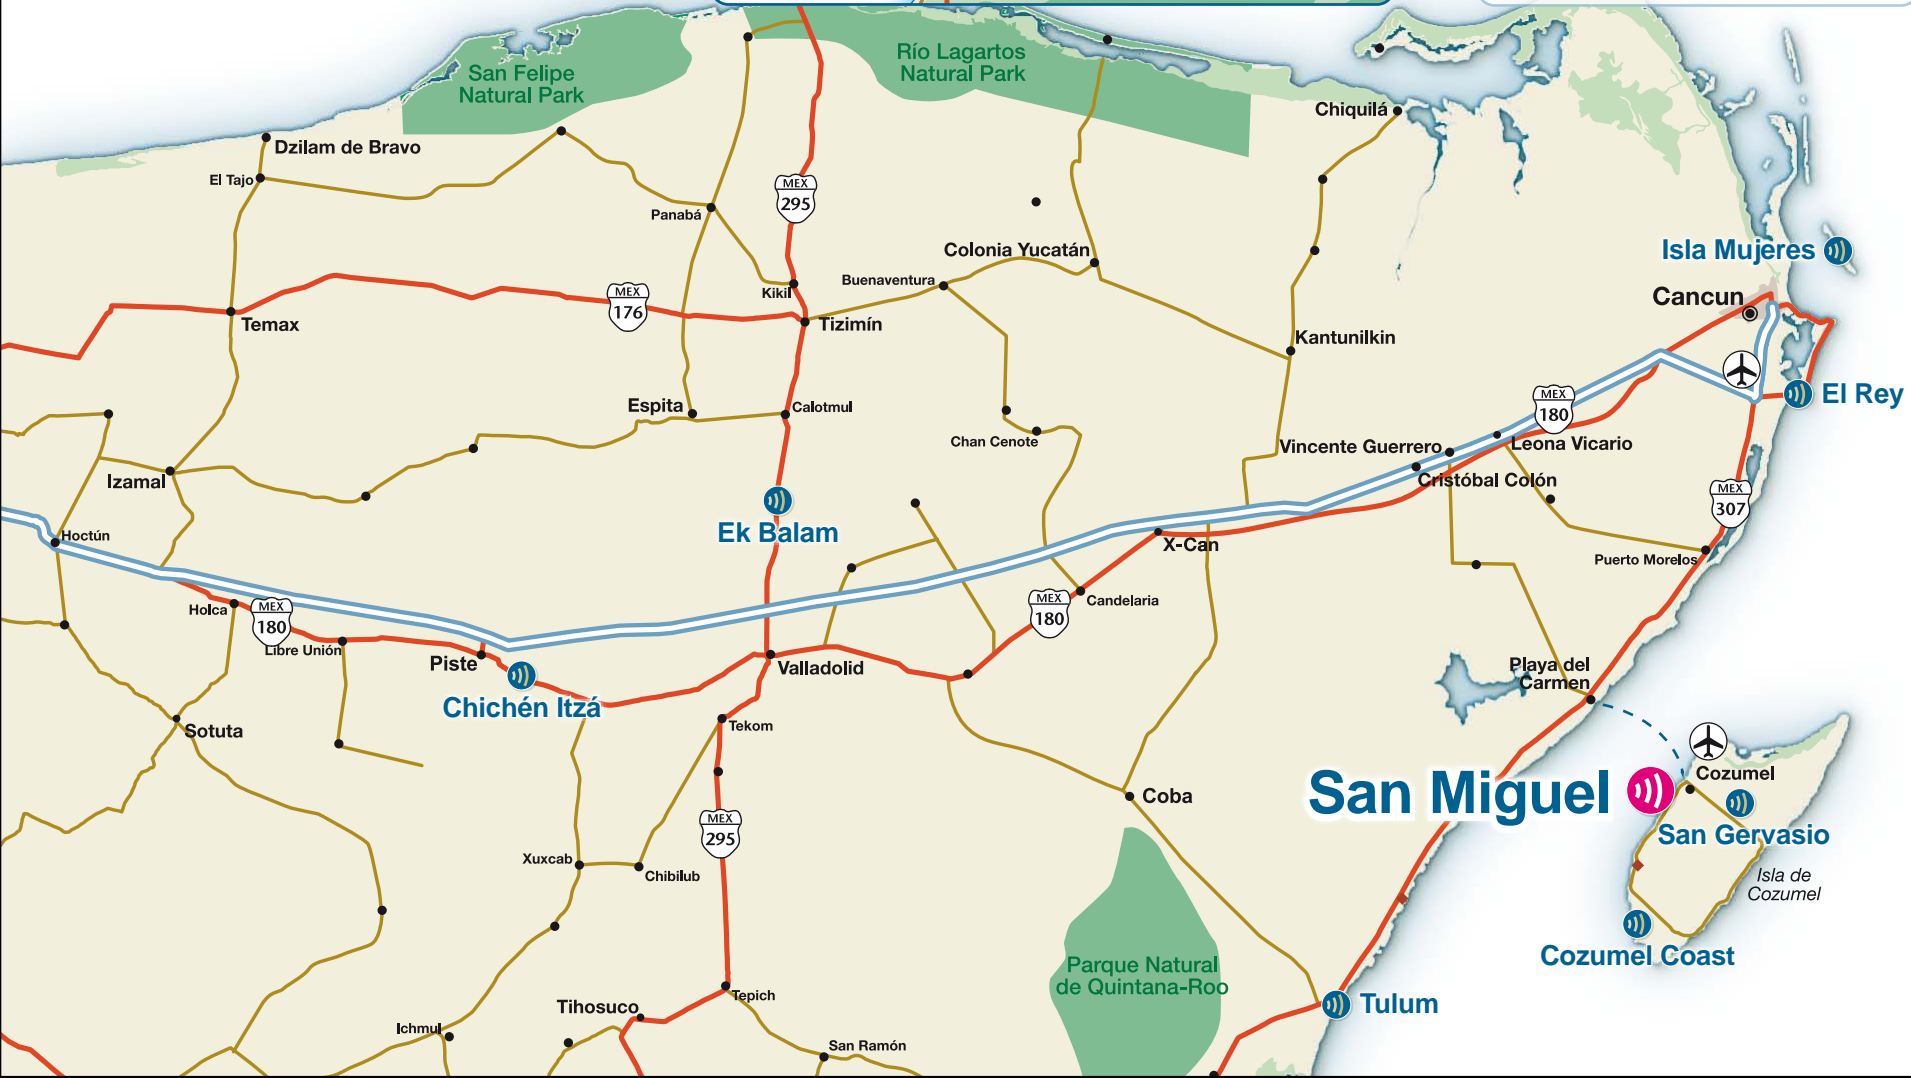 San Felipe
Natural Park
Río Lagartos
Natural Park
Chiquilá
Dzilam de Bravo
El Tajo
MEX
295
Panabá
Colonia Yucatán
Isla Mujeres
Buenaventura
Kikil
MEX
176
Cancun
Temax
Tizimín
Kantunilkin
El Rey
Espita
Calotmul
MEX
180
Chan Cenote
Vincente Guerrero
Leona Vicario
Izamal
Cristóbal Colón
MEX
307
Ek Balam
Hoctún
X-Can
Puerto Morelos
Holca
MEX
180
Candelaria
MEX
180
Libre Unión
Piste
Valladolid
Playa del
Carmen
Chichén Itzá
Sotuta
Tekom
San Miguel
Cozumel
Coba
San Gervasio
MEX
295
Xuxcab
Chibilub
Isla de
Cozumel
Cozumel Coast
Parque Natural
de Quintana-Roo
Tepich
Tihosuco
Tulum
Ichmul
San Ramón